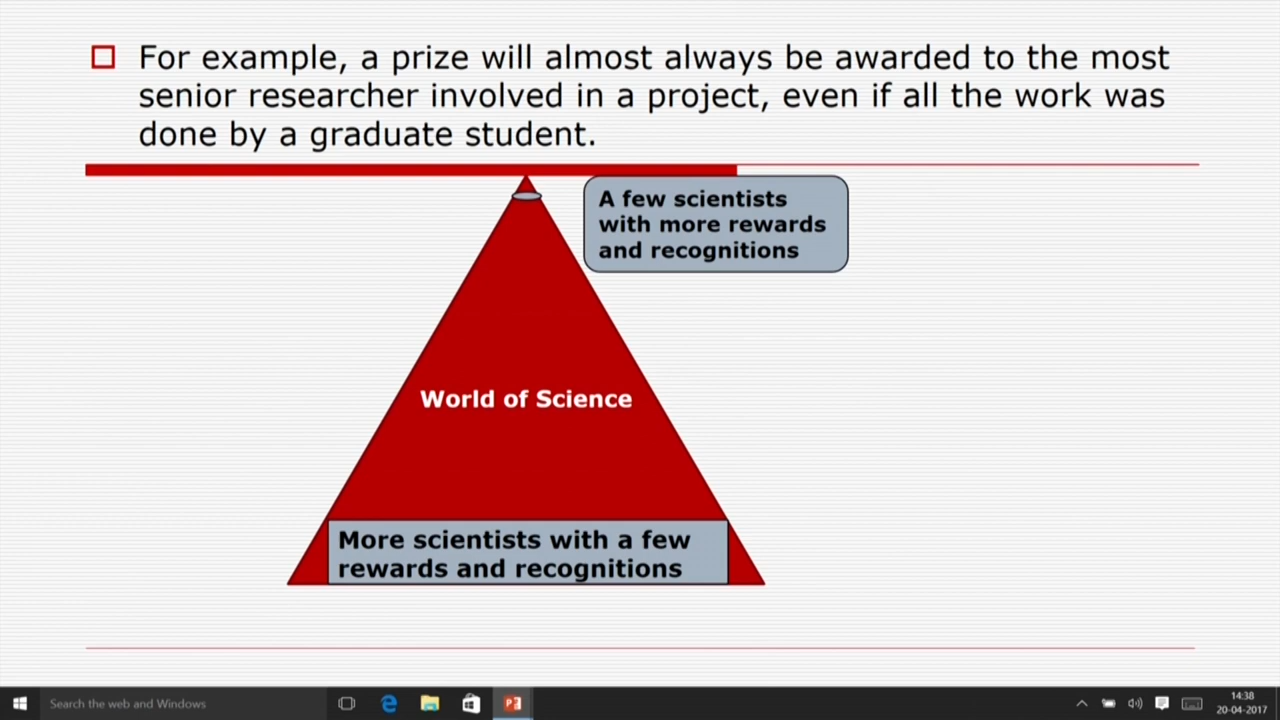 For example, a prize will almost always be awarded to the most
senior researcher involved in a project, even if all the work was
done by a graduate student.
A few scientists
with more rewards
and recognitions
World of Science
More scientists with a few
rewards and recognitions
Search the web and Windows
14:38
20-04-2017